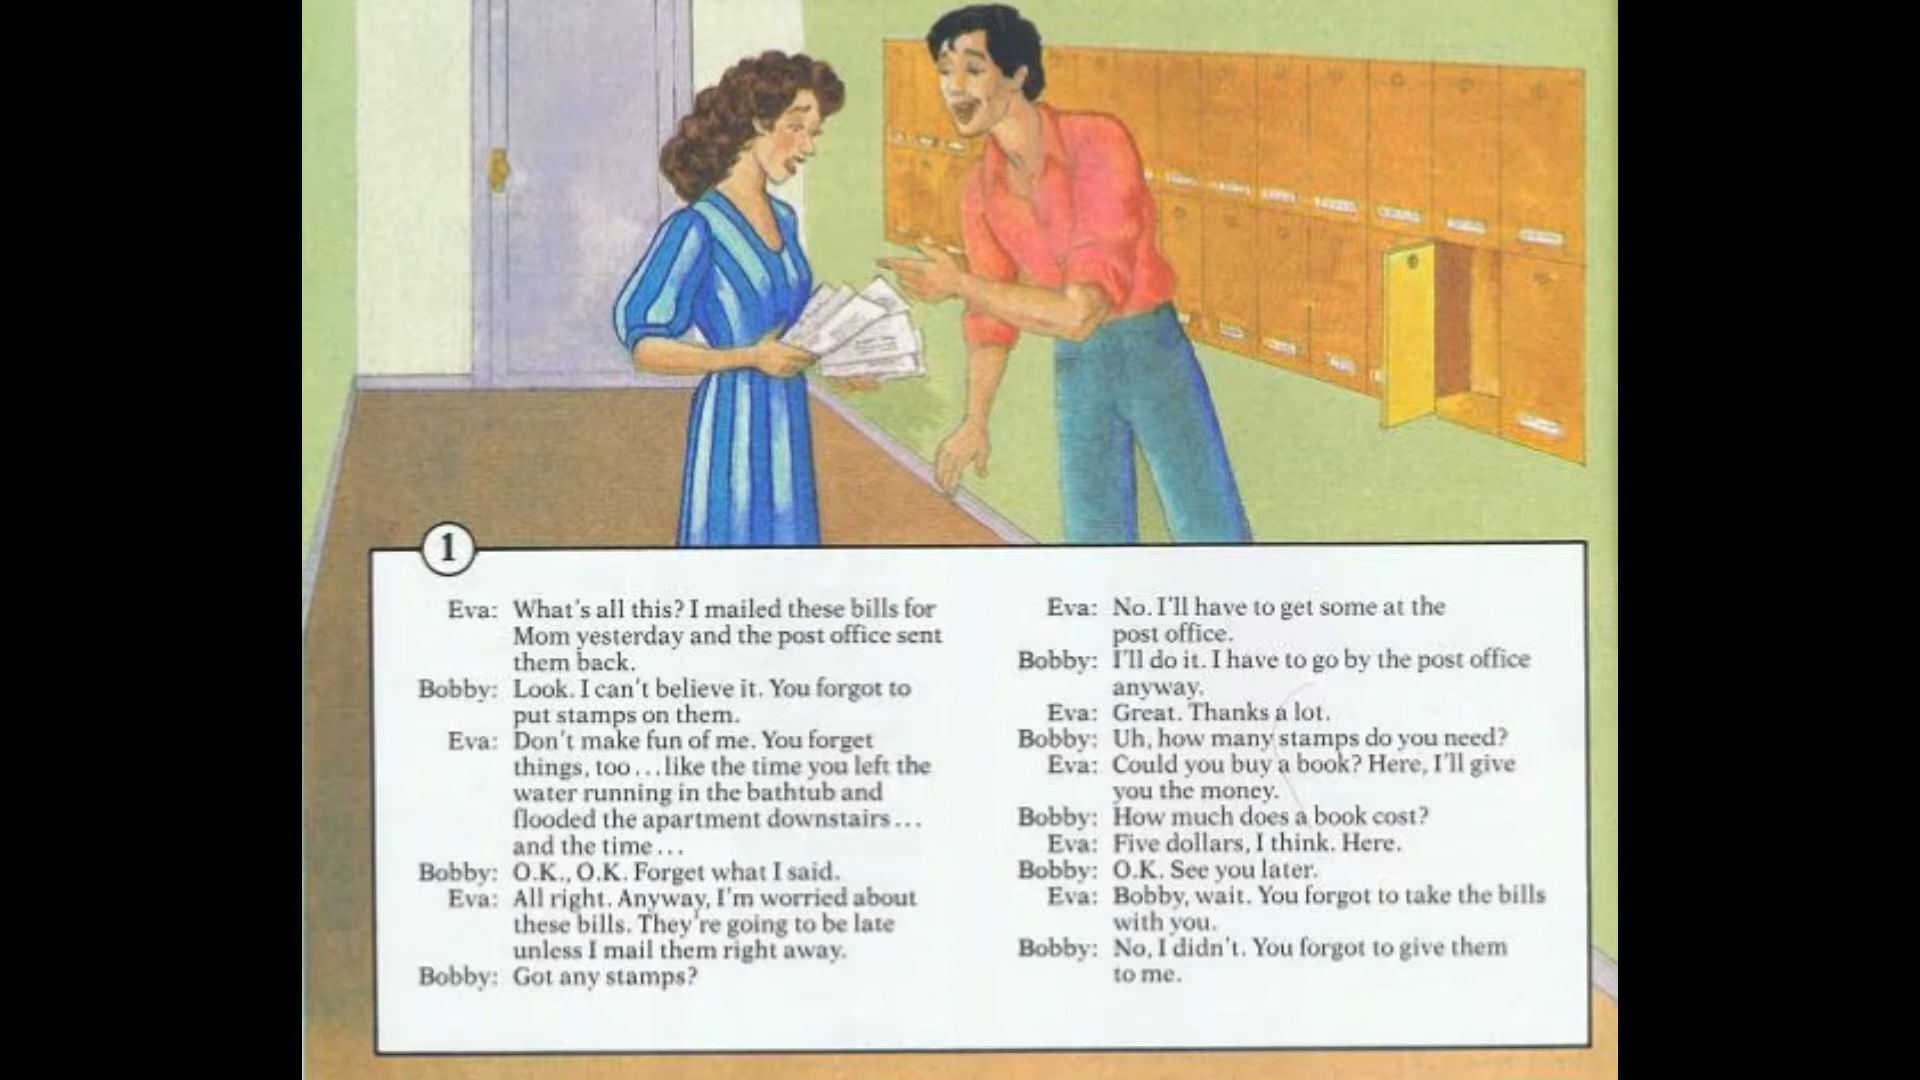 1
Eva: What's all this? I mailed these bills for
Mom yesterday and the post office sent
them back.
Bobby: Look. I can't believe it. You forgot to
put stamps on them.
Eva: Don't make fun of me. You forget
things, too...like the time you left the
water running in the bathtub and
flooded the apartment downstairs...
and the time...
Bobby: O.K., O.K. Forget what I said.
Eva: All right. Anyway, I'm worried about
these bills. They're going to be late
unless I mail them right away.
Bobby: Got any stamps?
Eva: No. I'll have to get some at the
post office.
Bobby: I'll do it. I have to go by the post office
anyway.
Eva: Great. Thanks a lot.
Bobby: Uh, how many stamps do you need?
Eva: Could you buy a book? Here, I'll give
you the money.
Bobby: How much does a book cost?
Eva: Five dollars, I think. Here.
Bobby: O.K. See you later.
Eva: Bobby, wait. You forgot to take the bills
with you.
Bobby: No, I didn't. You forgot to give them
to me.